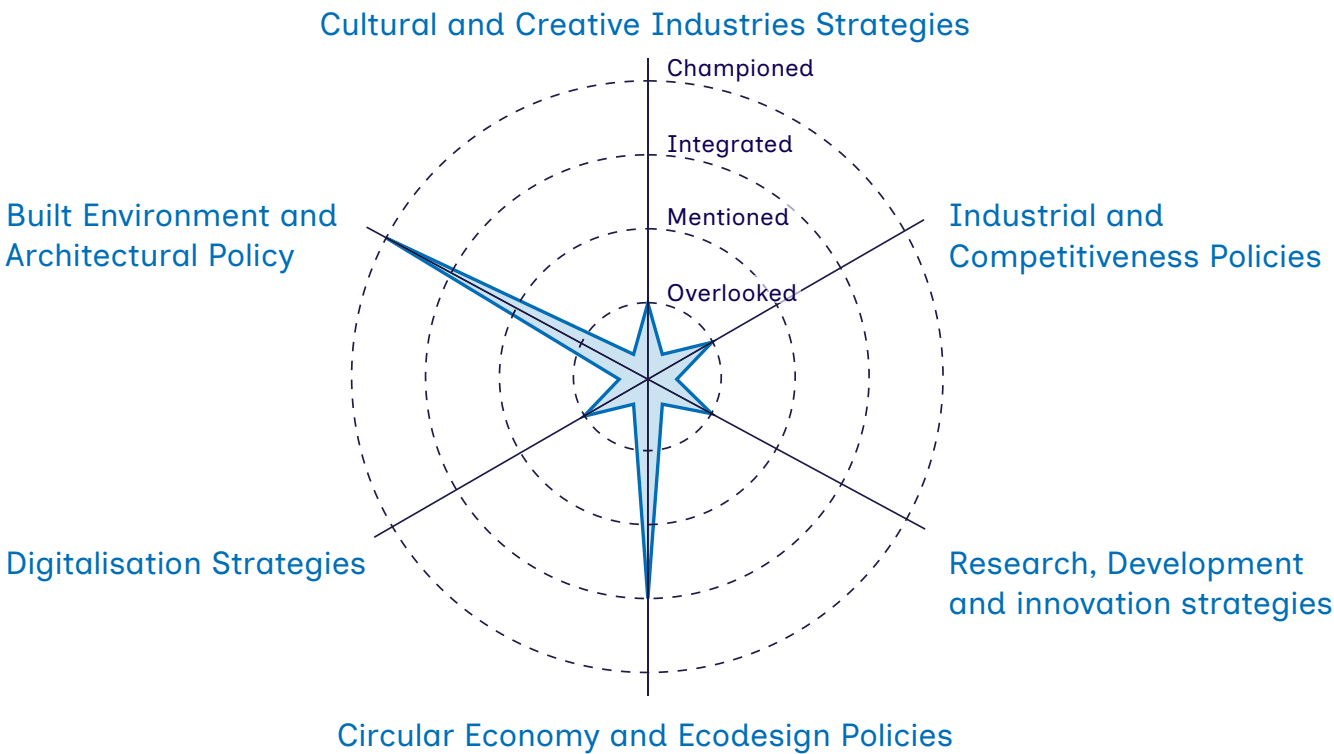 Cultural and Creative Industries Strategies
Championed
Integrated
Mentioned
Overlooked
Built Environment and
Architectural Policy
Industrial and
Competitiveness Policies
Digitalisation Strategies
Research, Development
and innovation strategies
Circular Economy and Ecodesign Policies